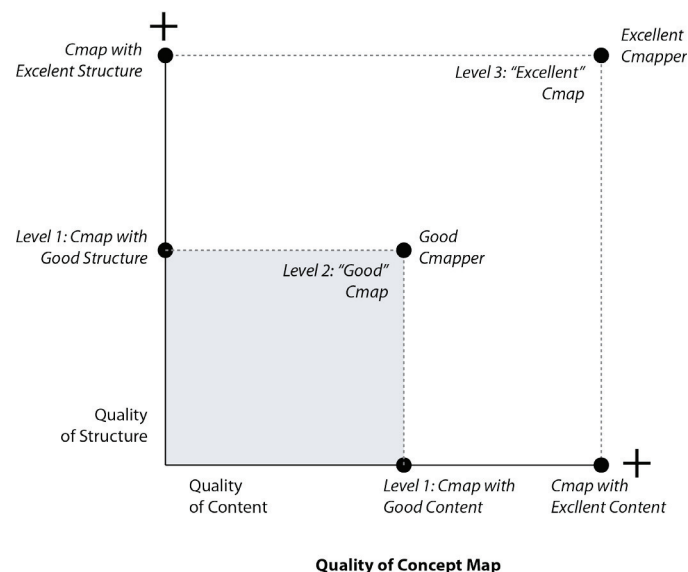 +
Cmap with
Excelent Structure
Excellent
Cmapper
Level 3: “Excellent”
Cmap
Level 1: Cmap with
Good Structure
Good
Cmapper
Level 2: “Good”
Cmap
Quality
of Structure
+
Quality
of Content
Level 1: Cmap with
Good Content
Cmap with
Excllent Content
Quality of Concept Map